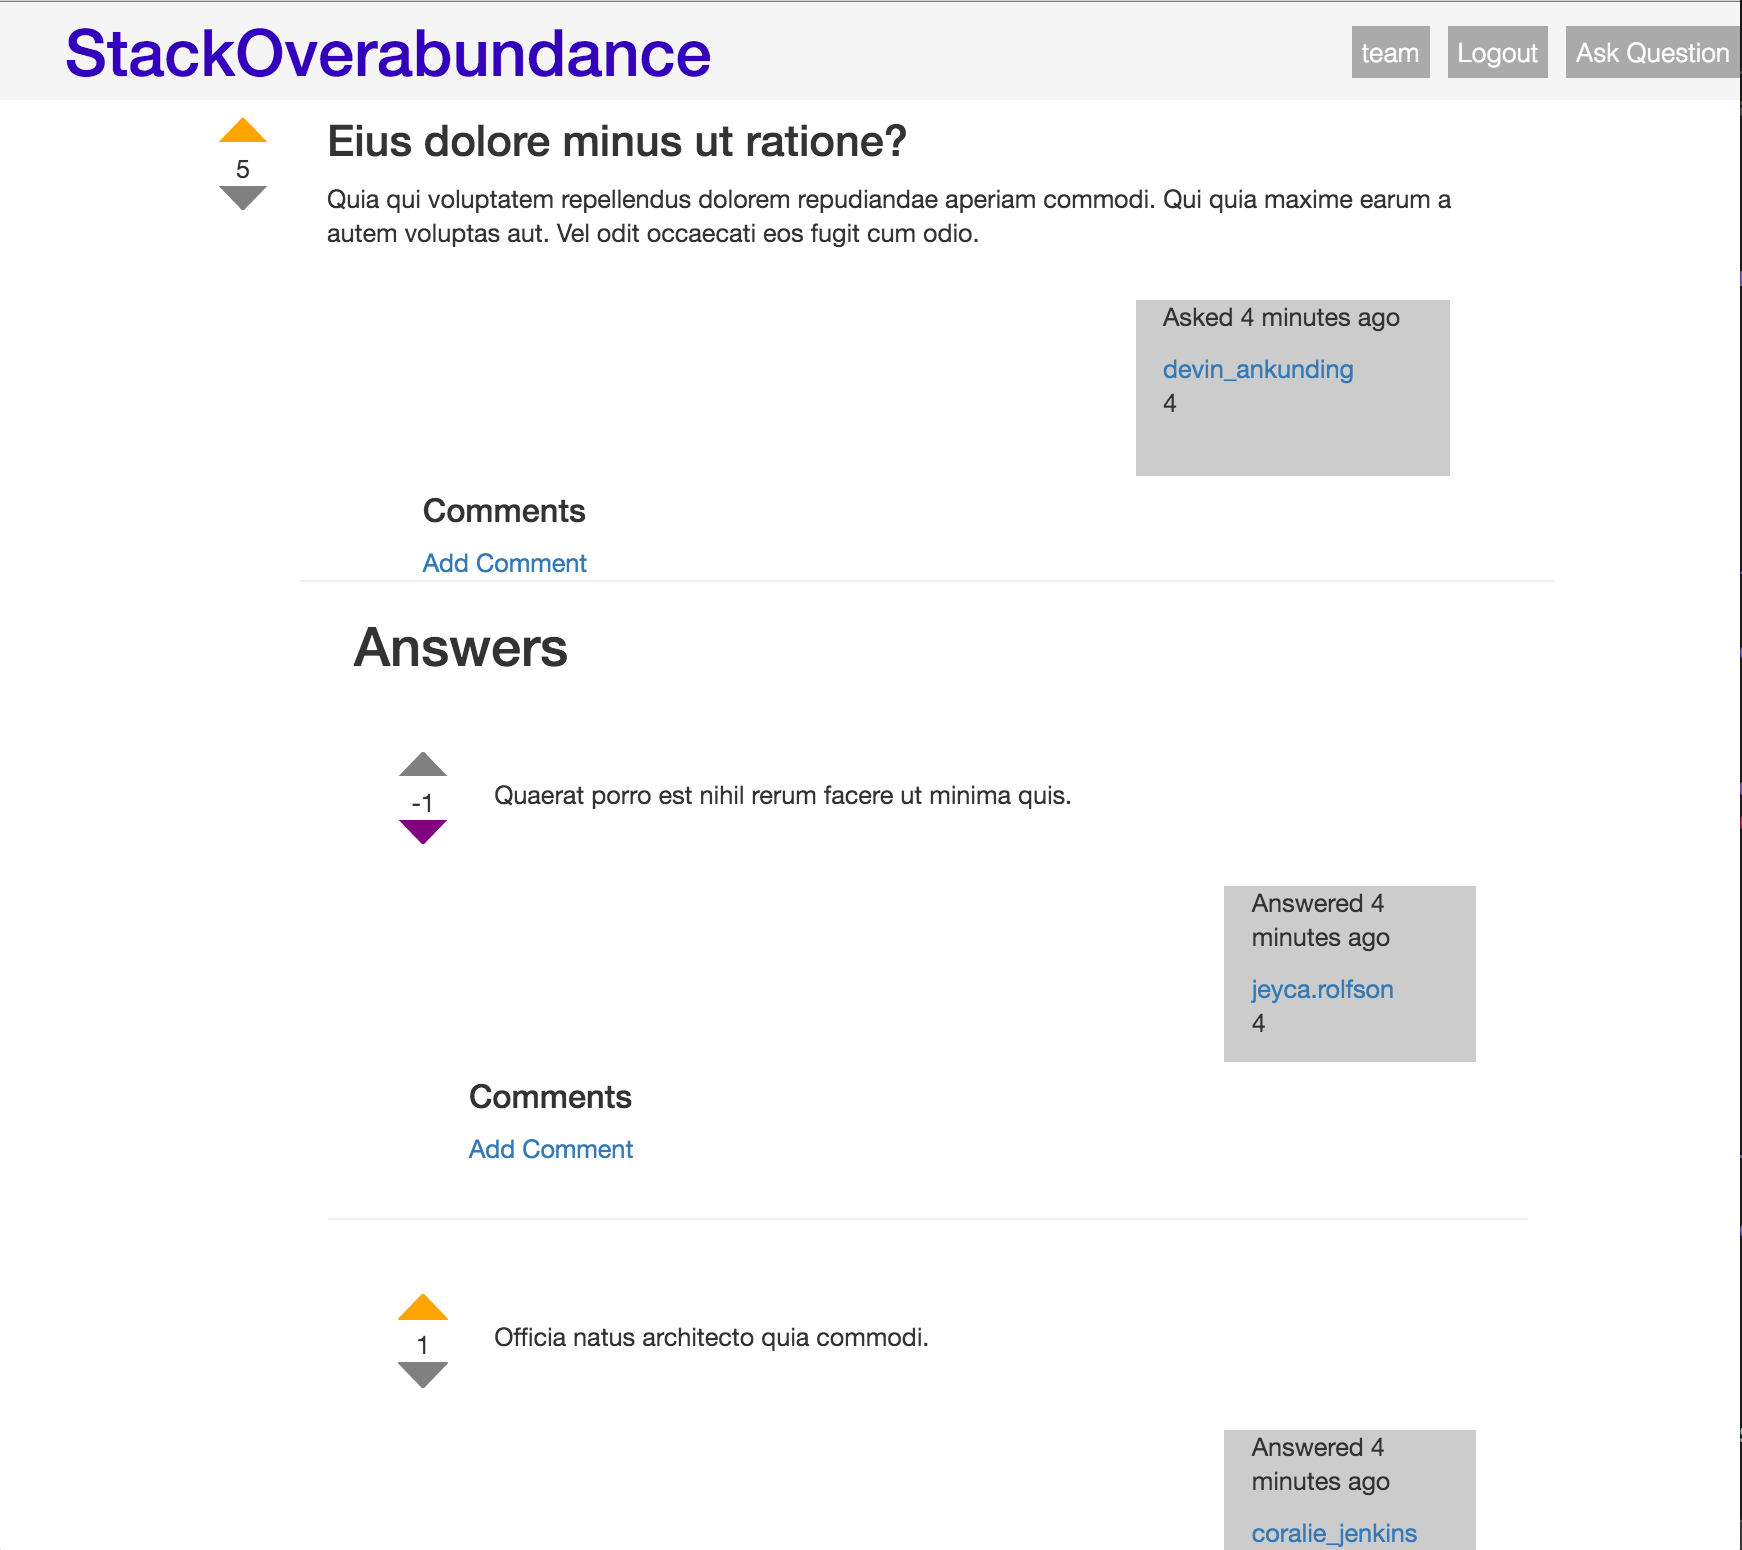 StackOverabundance
team
Logout
Ask Question
5
Eius dolore minus ut ratione?
Quia qui voluptatem repellendus dolorem repudiandae aperiam commodi. Qui quia maxime earum a
autem voluptas aut. Vel odit occaecati eos fugit cum odio.
Asked 4 minutes ago
devin_ankunding
4
Comments
Add Comment
Answers
-1
Quaerat porro est nihil rerum facere ut minima quis.
Answered 4
minutes ago
jeyca.rolfson
4
Comments
Add Comment
1
Officia natus architecto quia commodi.
Answered 4
minutes ago
coralie_jenkins